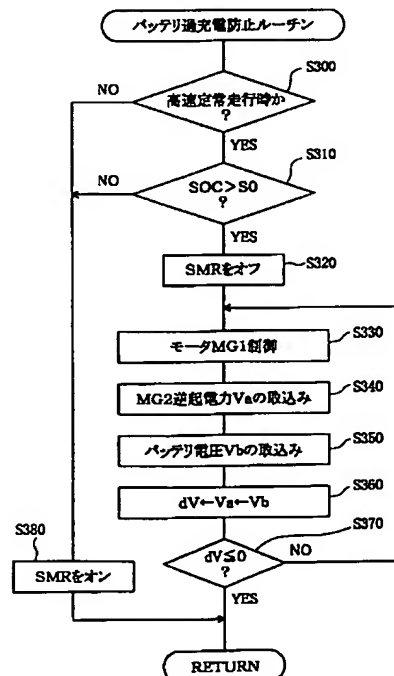 バッテリ過充電防止ルーチン
S300
NO
高速定常走行時か
?
YES
S310
NO
SOC>S0
?
YES
SMRをオフ
S320
モータMG1制御
S330
MG2逆起電力Vaの取込み
S340
バッテリ電圧Vbの取込み
S350
dV←Va←Vb
S360
S370
dV≦0
?
NO
YES
S380
SMRをオン
RETURN